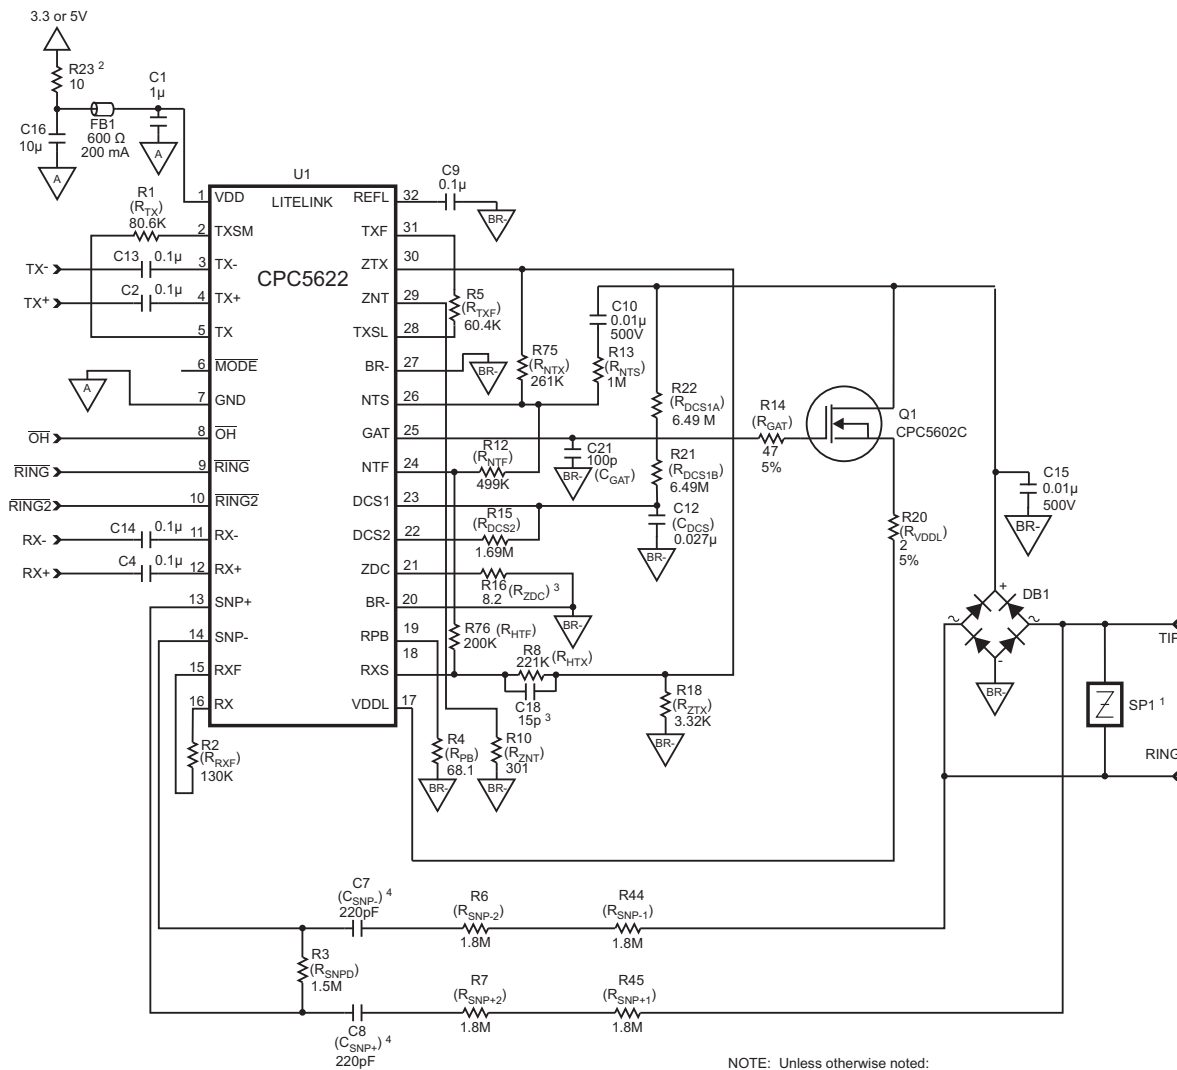 3.3 or 5V
R23 2
10
C1
1µ
C16
10µ
FB1
600 Ω
200 mA
A
A
U1
C9
0.1µ
BR-
R1
(RTX)
80.6K
1 VDD LITELINK REFL 32
2 TXSM TXF 31
TX- C13 0.1µ 3 TX- ZTX 30
CPC5622
TX+ C2 0.1µ 4 TX+ ZNT 29
5 TX TXSL 28
6 MODE BR- 27
7 GND NTS 26
OH 8 OH GAT 25
RING 9 RING NTF 24
RING2 10 RING2 DCS1 23
RX- C14 0.1µ 11 RX- DCS2 22
RX+ C4 0.1µ 12 RX+ ZDC 21
13 SNP+ BR- 20
14 SNP- RPB 19
15 RXF RXS 18
16 RX VDDL 17
A
R2
(RRXF)
130K
R5
(RTXF)
60.4K
BR-
R75
(RNTX)
261K
C10
0.01µ
500V
R13
(RNTS)
1M
R22
(RDCS1A)
6.49 M
R14
(RGAT)
47
5%
Q1
CPC5602C
R12
(RNTF)
499K
C21
100p
(CGAT)
BR-
R21
(RDCS1B)
6.49M
C15
0.01µ
500V
BR-
R15
(RDCS2)
1.69M
C12
(CDCS)
0.027µ
BR-
R20
(RVDDL)
2
5%
R16 (RZDC) 3
8.2
BR-
DB1
+
~
~
-
BR-
TIP
R76 (RHTF)
200K
R8
221K (RHTX)
C18
15p 3
R18
(RZTX)
3.32K
BR-
SP1 1
Z
RING
R4
(RPB)
68.1
BR-
R10
(RZNT)
301
BR-
C7
(CSNP-) 4
220pF
R6
(RSNP-2)
1.8M
R44
(RSNP-1)
1.8M
R3
(RSNPD)
1.5M
R7
(RSNP+2)
1.8M
R45
(RSNP+1)
1.8M
C8
(CSNP+) 4
220pF
NOTE: Unless otherwise noted: